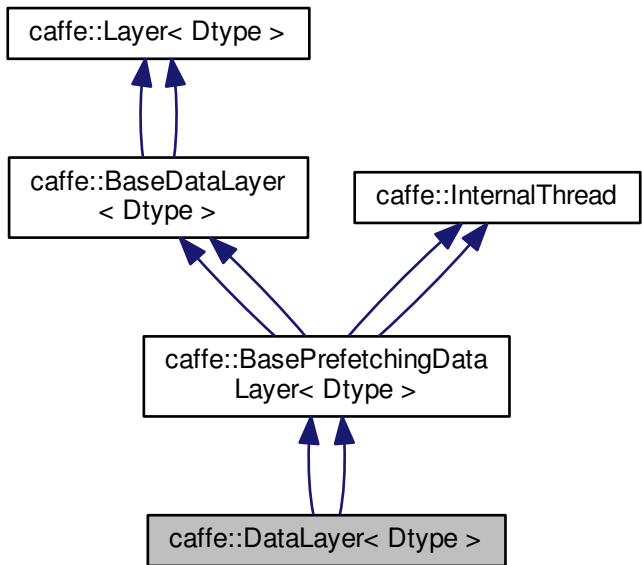 caffe::Layer< Dtype >
caffe::BaseDataLayer
< Dtype >
caffe::InternalThread
caffe::BasePrefetchingData
Layer< Dtype >
caffe::DataLayer< Dtype >